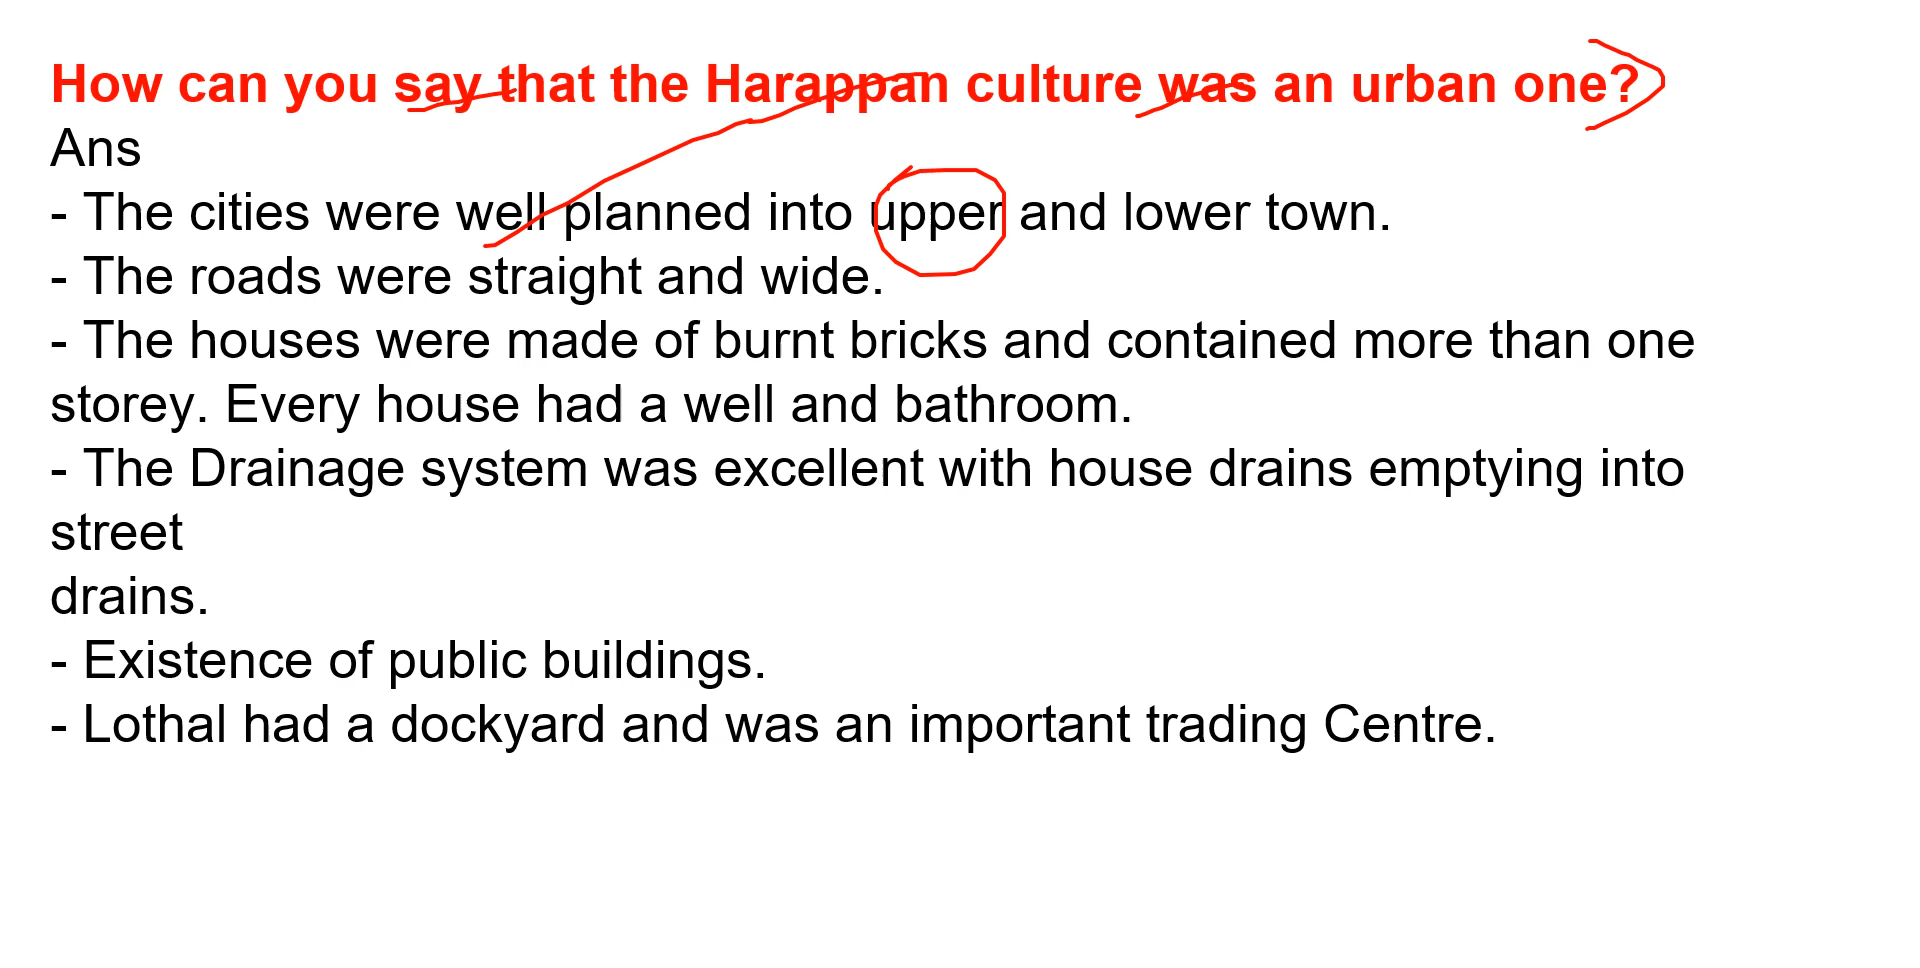 How can you say that the Harappan culture was an urban one?
Ans
- The cities were well planned into upper and lower town.
- The roads were straight and wide.
- The houses were made of burnt bricks and contained more than one
storey. Every house had a well and bathroom.
- The Drainage system was excellent with house drains emptying into
street
drains.
- Existence of public buildings.
- Lothal had a dockyard and was an important trading Centre.